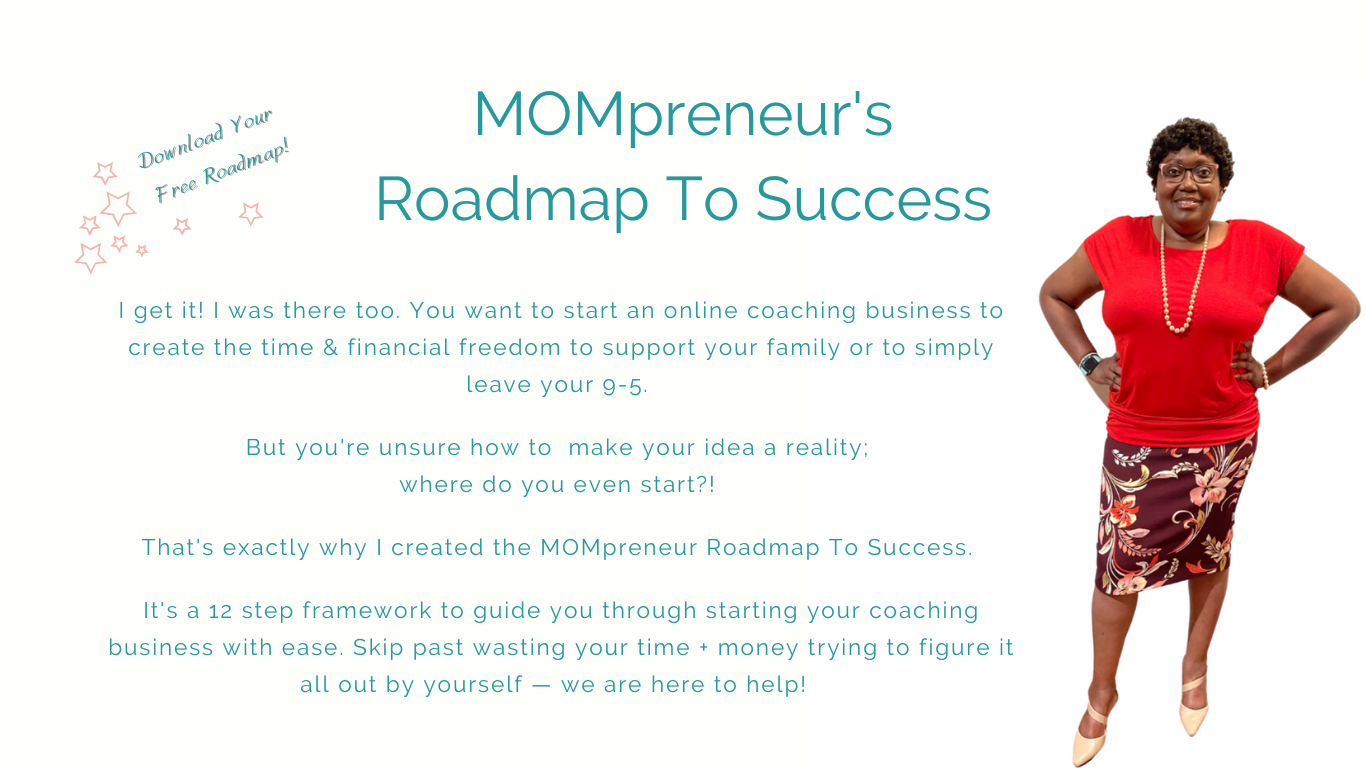 Download Your
Free Roadmap!
MOMpreneur's
Roadmap To Success
I get it! I was there too. You want to start an online coaching business to
create the time & financial freedom to support your family or to simply
leave your 9-5.
But you're unsure how to  make your idea a reality;
where do you even start?!
That's exactly why I created the MOMpreneur Roadmap To Success.
It's a 12 step framework to guide you through starting your coaching
business with ease. Skip past wasting your time + money trying to figure it
all out by yourself — we are here to help!